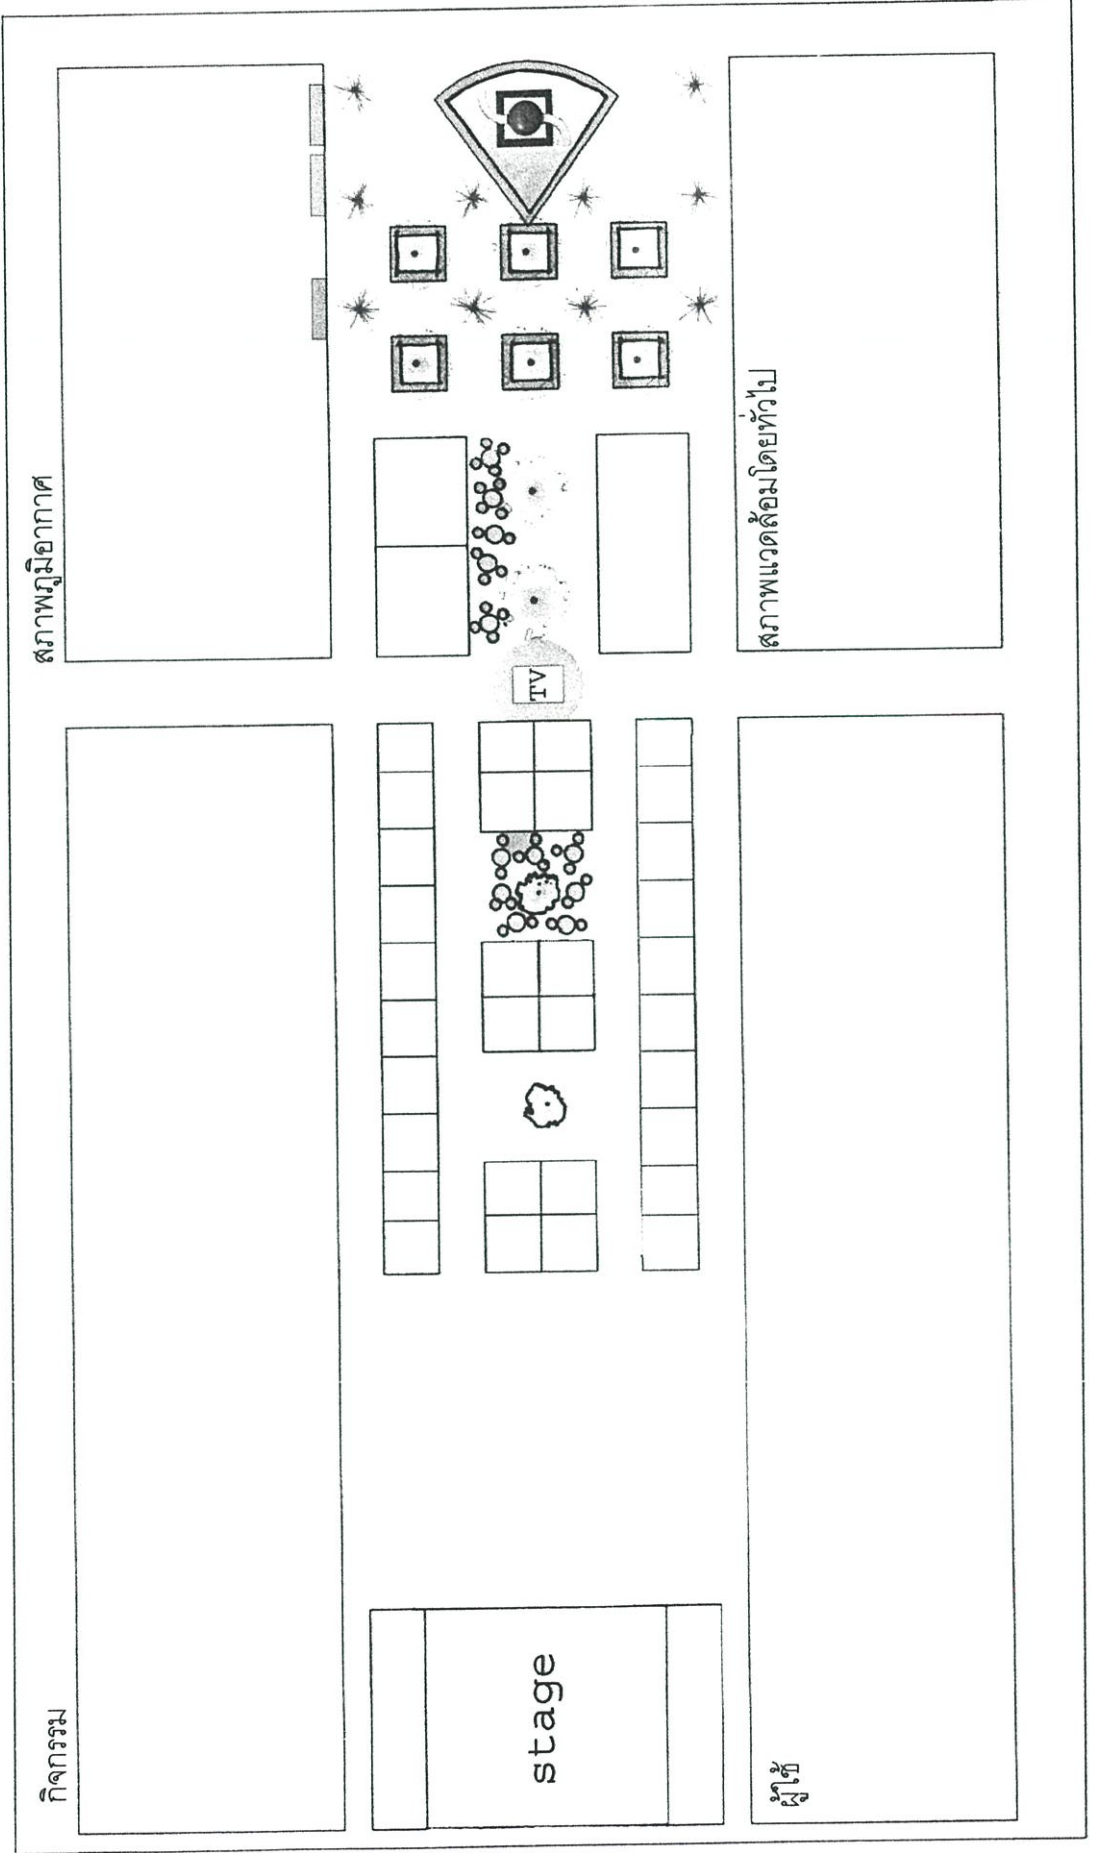 กิจกรรม
สภาพภูมิอากาศ
stage
TV
ผู้ใช้
สภาพแวดล้อมโดยทั่วไป